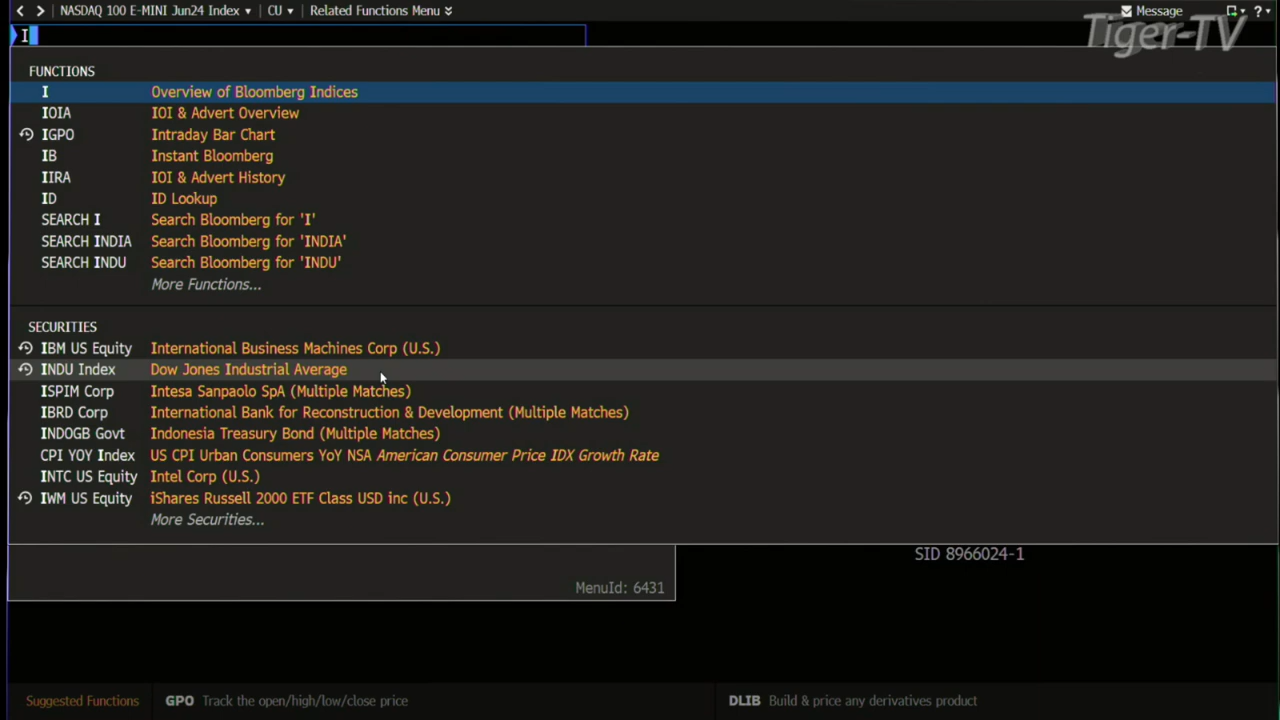 NASDAQ 100 E-MINI Jun24 Index CU Related Functions Menu Message ?
Tiger-TV
I
FUNCTIONS
I Overview of Bloomberg Indices
IOIA IOI & Advert Overview
IGPO Intraday Bar Chart
IB Instant Bloomberg
IIRA IOI & Advert History
ID ID Lookup
SEARCH I Search Bloomberg for 'I'
SEARCH INDIA Search Bloomberg for 'INDIA'
SEARCH INDU Search Bloomberg for 'INDU'
More Functions...
SECURITIES
IBM US Equity International Business Machines Corp (U.S.)
INDU Index Dow Jones Industrial Average
ISPIM Corp Intesa Sanpaolo SpA (Multiple Matches)
IBRD Corp International Bank for Reconstruction & Development (Multiple Matches)
INDOGB Govt Indonesia Treasury Bond (Multiple Matches)
CPI YOY Index US CPI Urban Consumers YoY NSA American Consumer Price IDX Growth Rate
INTC US Equity Intel Corp (U.S.)
IWM US Equity iShares Russell 2000 ETF Class USD inc (U.S.)
More Securities...
SID 8966024-1
MenuId: 6431
Suggested Functions GPO Track the open/high/low/close price DLIB Build & price any derivatives product